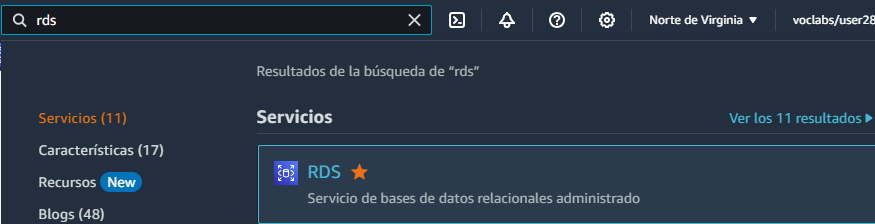 rds
Norte de Virginia
voclabs/user28
Resultados de la búsqueda de “rds”
Servicios (11)
Servicios
Ver los 11 resultados
Características (17)
RDS
Recursos New
Servicio de bases de datos relacionales administrado
Blogs (48)